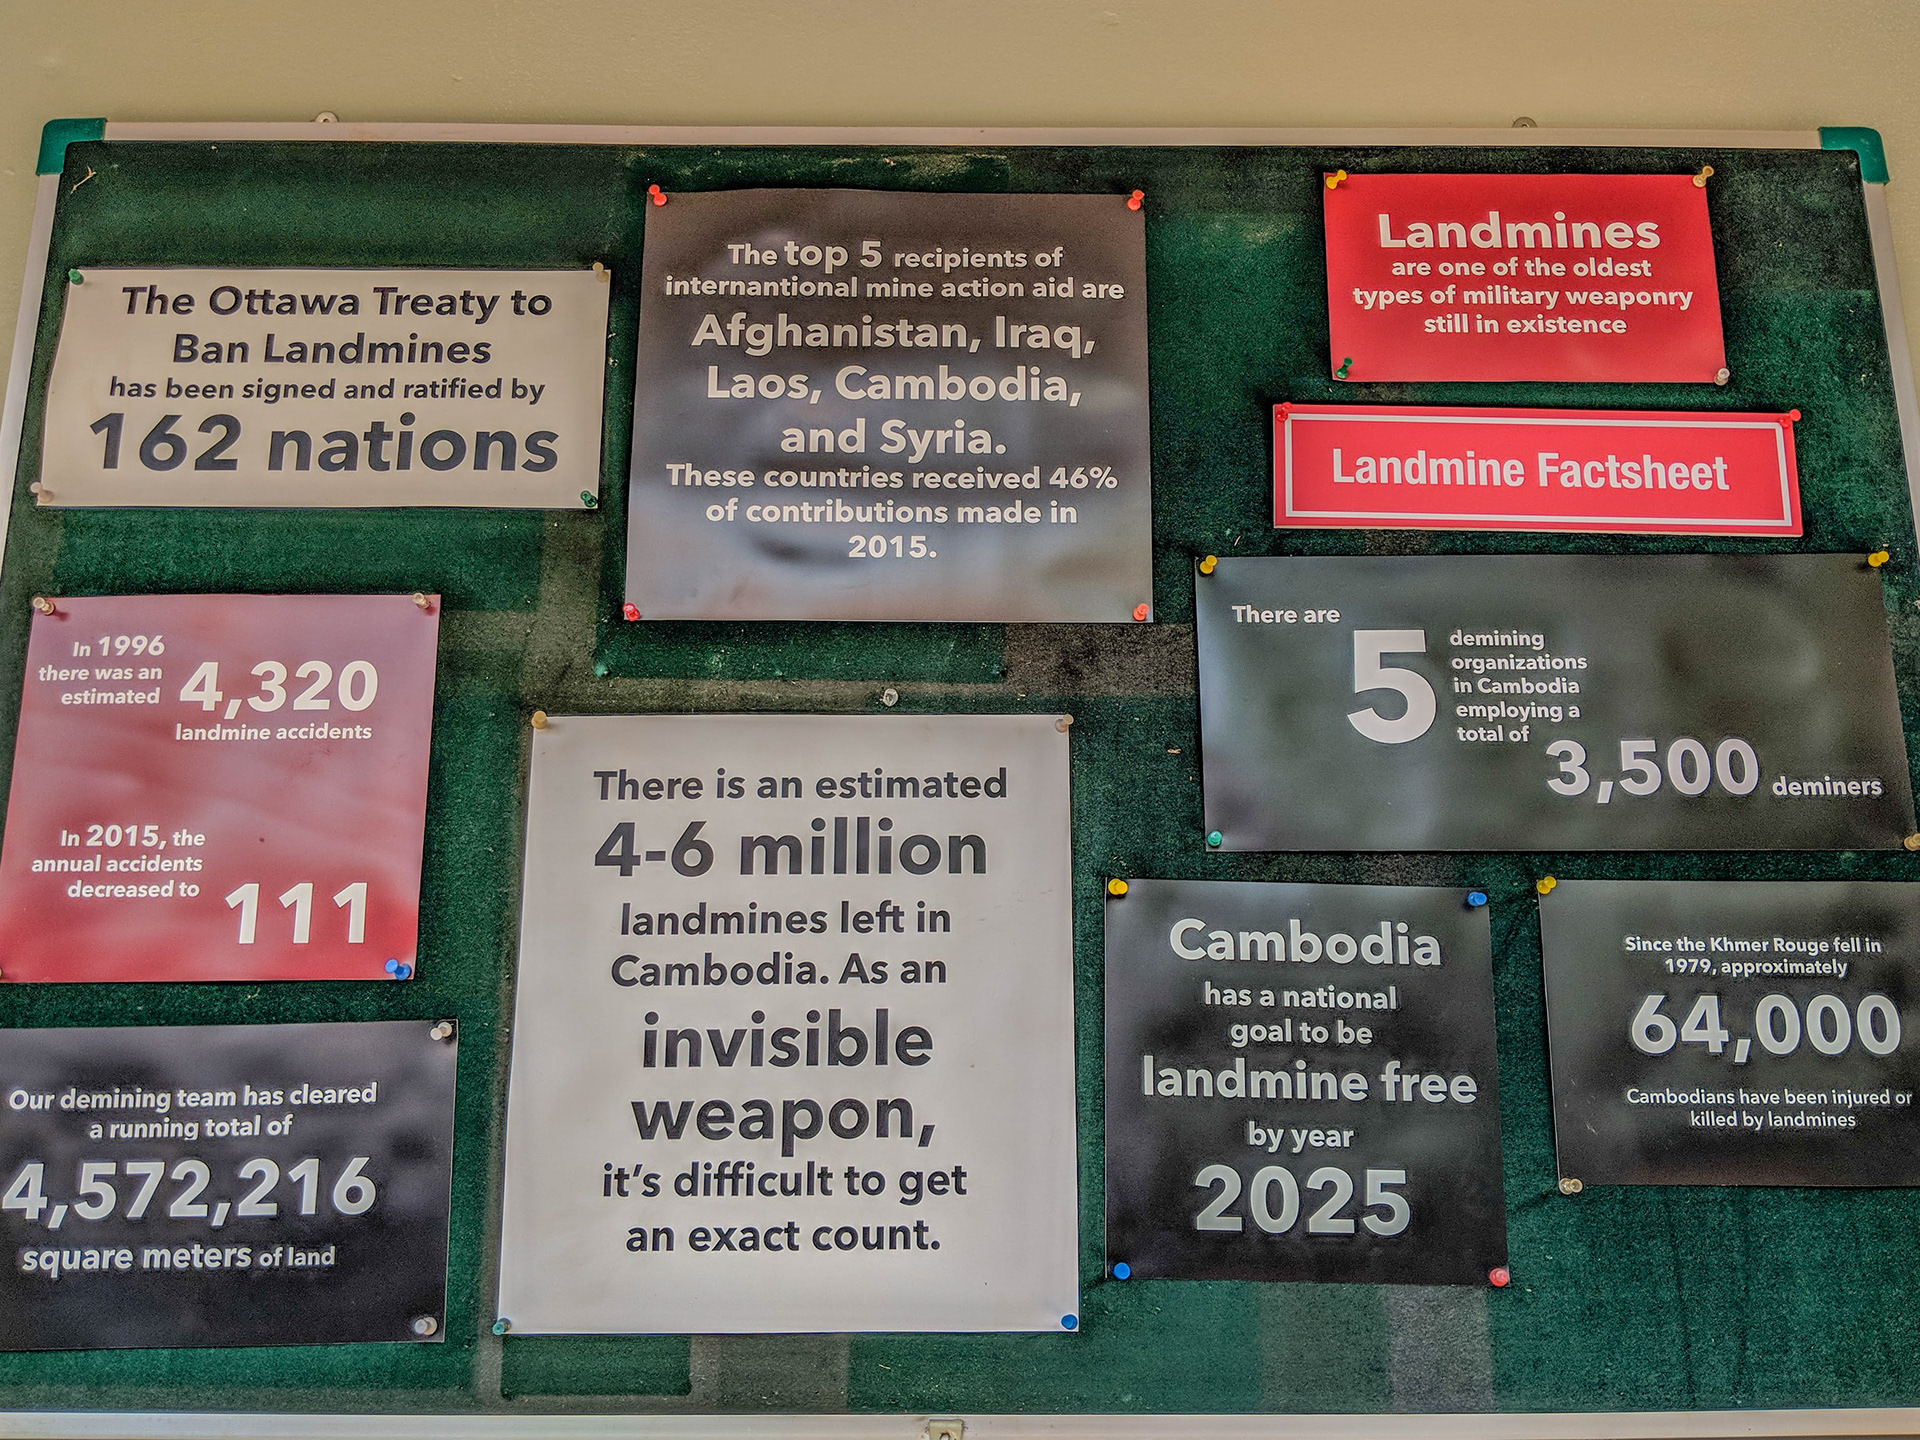 The Ottawa Treaty to
Ban Landmines
has been signed and ratified by
162 nations
The top 5 recipients of
internantional mine action aid are
Afghanistan, Iraq,
Laos, Cambodia,
and Syria.
These countries received 46%
of contributions made in
2015.
Landmines
are one of the oldest
types of military weaponry
still in existence
Landmine Factsheet
In 1996
there was an
estimated
4,320
landmine accidents
In 2015, the
annual accidents
decreased to
111
There are
5
demining
organizations
in Cambodia
employing a
total of
3,500 deminers
Our demining team has cleared
a running total of
4,572,216
square meters of land
There is an estimated
4-6 million
landmines left in
Cambodia. As an
invisible
weapon,
it's difficult to get
an exact count.
Cambodia
has a national
goal to be
landmine free
by year
2025
Since the Khmer Rouge fell in
1979, approximately
64,000
Cambodians have been injured or
killed by landmines